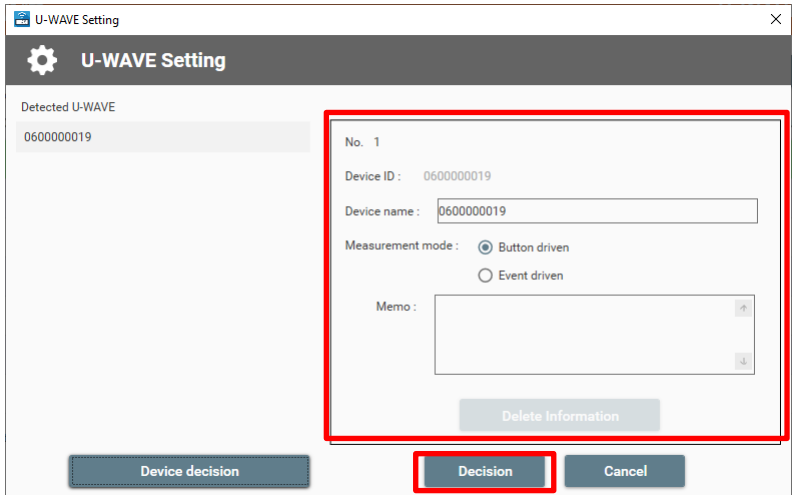 U-WAVE Setting
U-WAVE Setting
Detected U-WAVE
0600000019
No. 1
Device ID : 0600000019
Device name : 0600000019
Measurement mode : Button driven
Event driven
Memo :
Delete Information
Device decision
Decision
Cancel